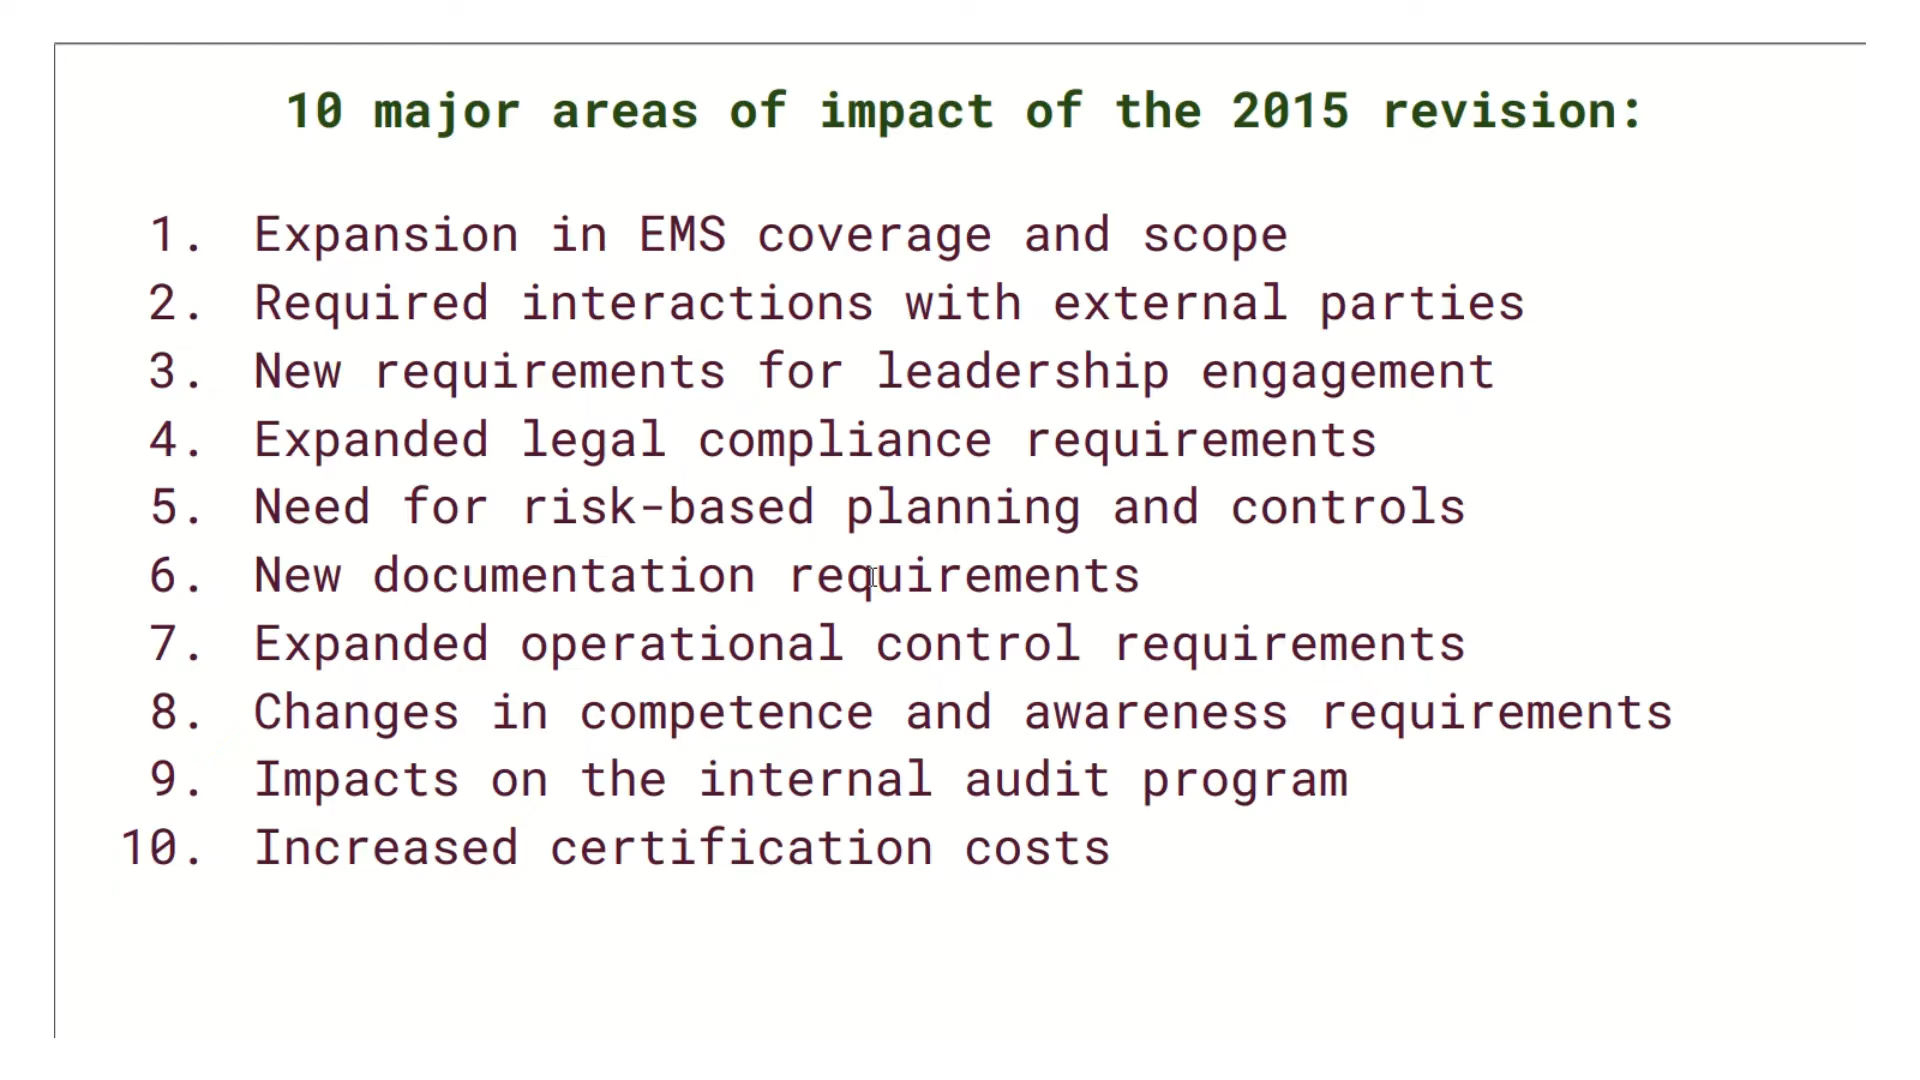 10 major areas of impact of the 2015 revision:
1. Expansion in EMS coverage and scope
2. Required interactions with external parties
3. New requirements for leadership engagement
4. Expanded legal compliance requirements
5. Need for risk-based planning and controls
6. New documentation requirements
7. Expanded operational control requirements
8. Changes in competence and awareness requirements
9. Impacts on the internal audit program
10. Increased certification costs